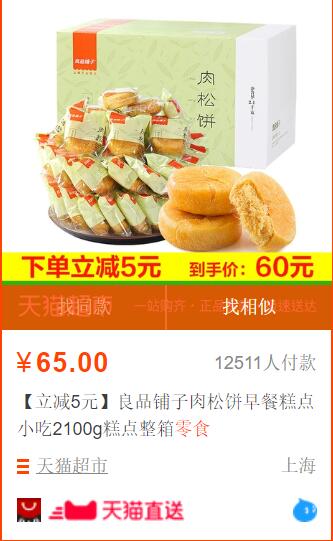 良品铺子
肉松饼
下单立减5元 到手价：60元
找同款 找相似
¥65.00 12511人付款
【立减5元】良品铺子肉松饼早餐糕点
小吃2100g糕点整箱零食
天猫超市 上海
天猫直送